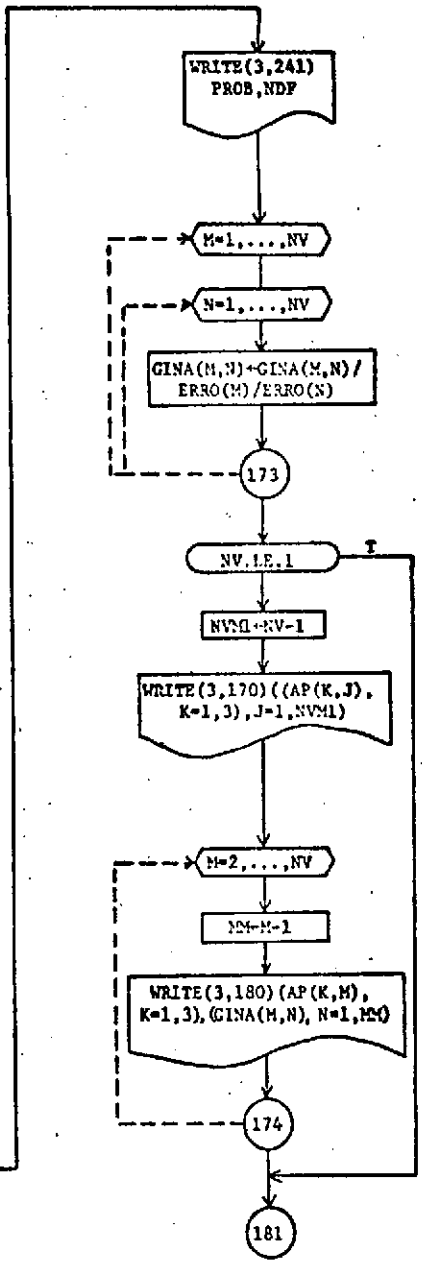 WRITE(3,241)
PROB,NDF
M=1,...,NV
N=1,...,NV
GINA(M,N)←GINA(M,N)/
ERRO(M)/ERRO(N)
173
NV.LE.1
T
NVM1←NV-1
WRITE(3,170)((AP(K,J),
K=1,3),J=1,NVM1)
M=2,...,NV
MM←M-1
WRITE(3,180)(AP(K,M),
K=1,3),(GINA(M,N), N=1,MM)
174
181